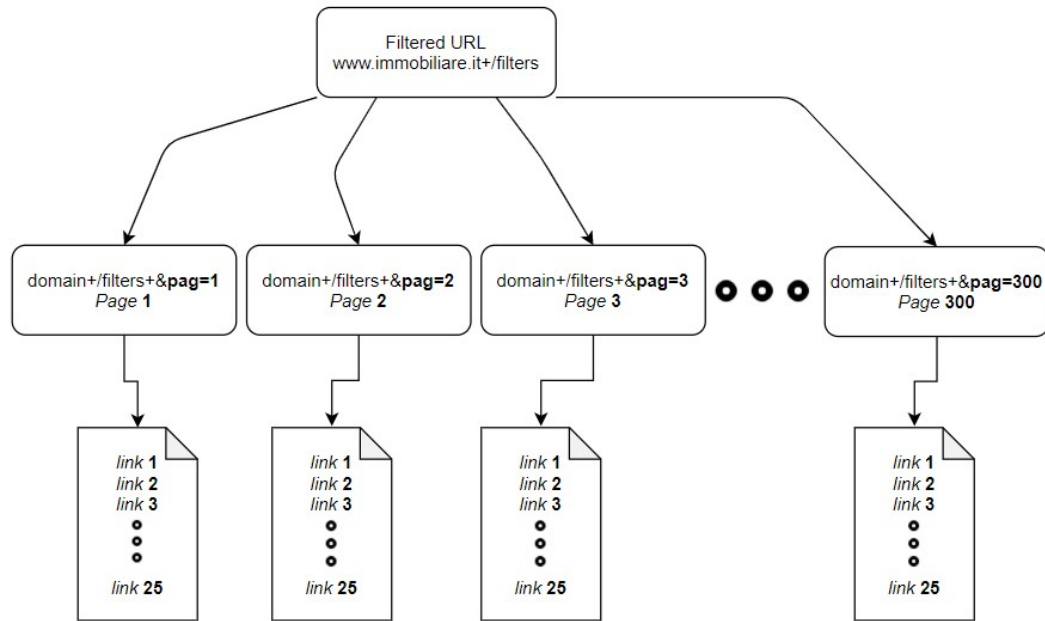 Filtered URL
www.immobiliare.it+/filters
domain+/filters+&pag=1
Page 1
domain+/filters+&pag=2
Page 2
domain+/filters+&pag=3
Page 3
domain+/filters+&pag=300
Page 300
link 1
link 2
link 3
link 25
link 1
link 2
link 3
link 25
link 1
link 2
link 3
link 25
link 1
link 2
link 3
link 25